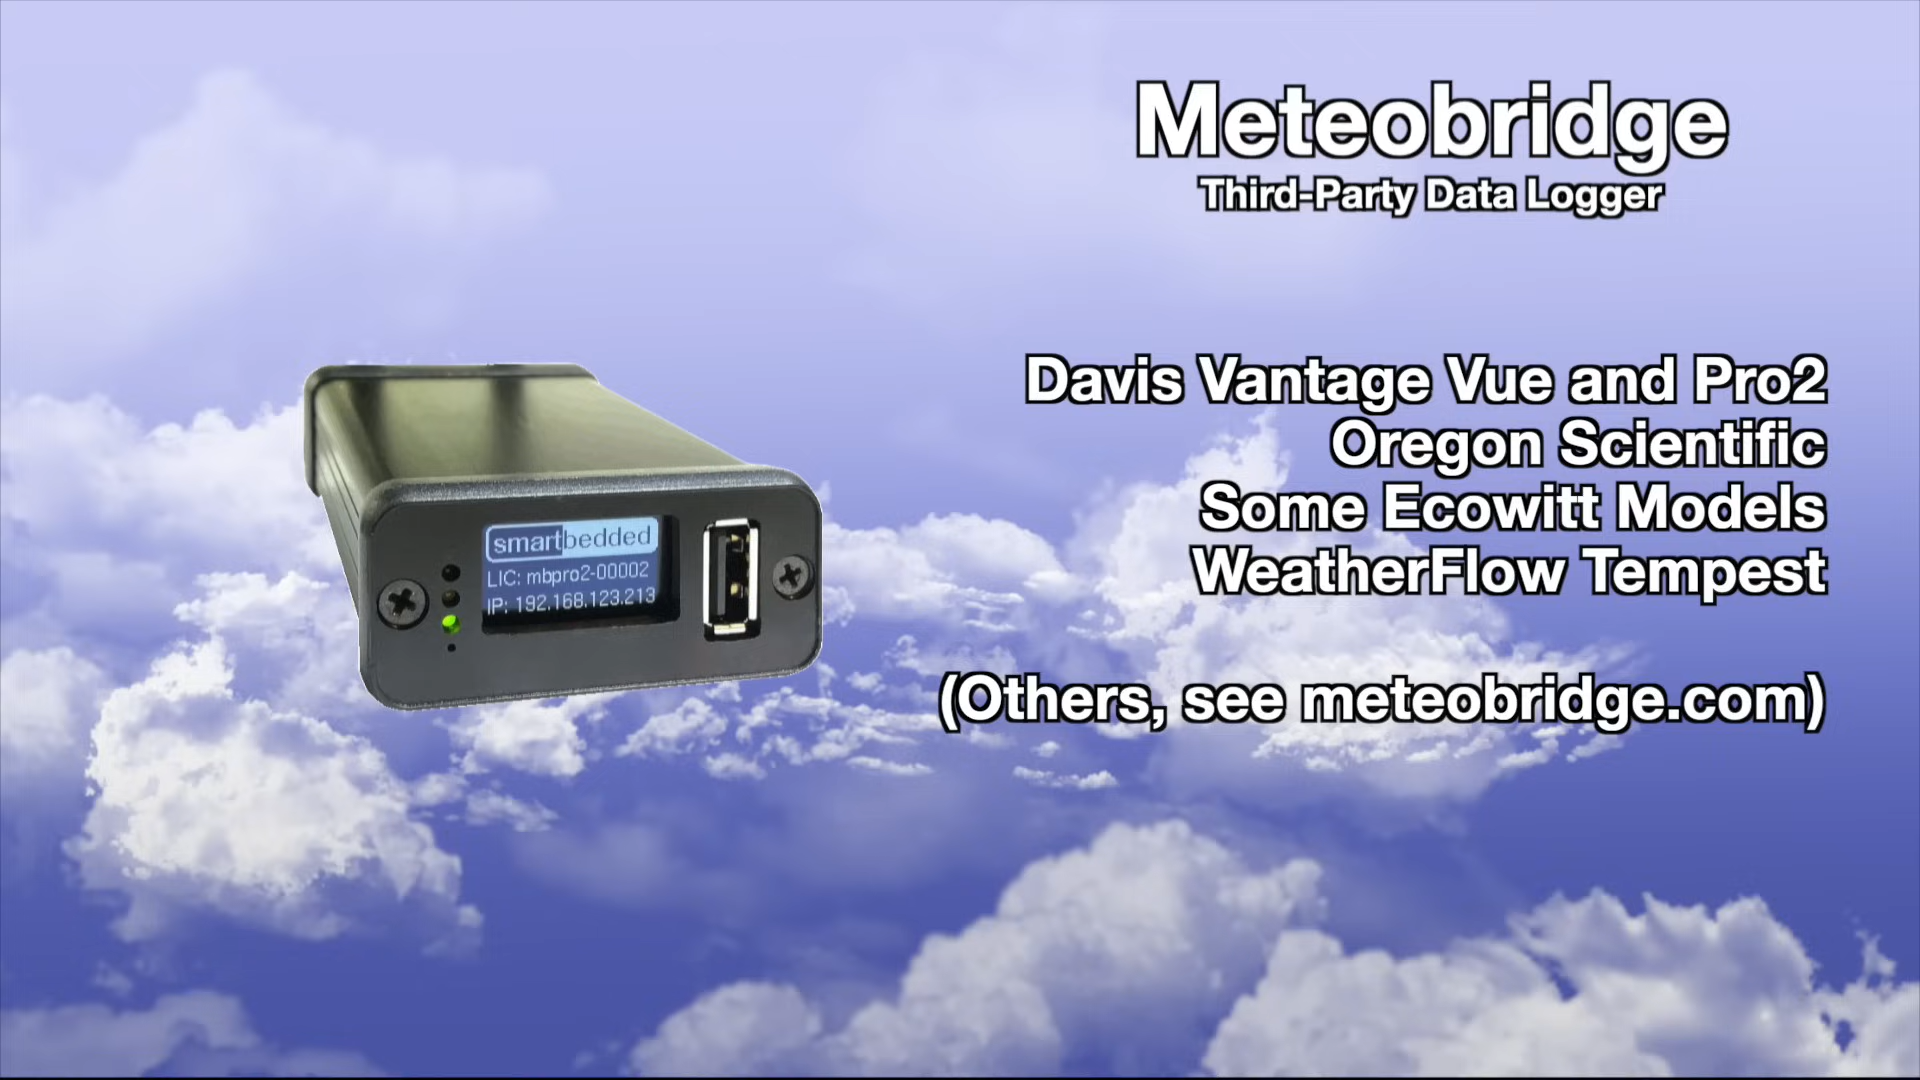 Meteobridge
Third-Party Data Logger
Davis Vantage Vue and Pro2
Oregon Scientific
Some Ecowitt Models
WeatherFlow Tempest
(Others, see meteobridge.com)
smartbedded
LIC: mbpro2-00002
IP: 192.168.123.213